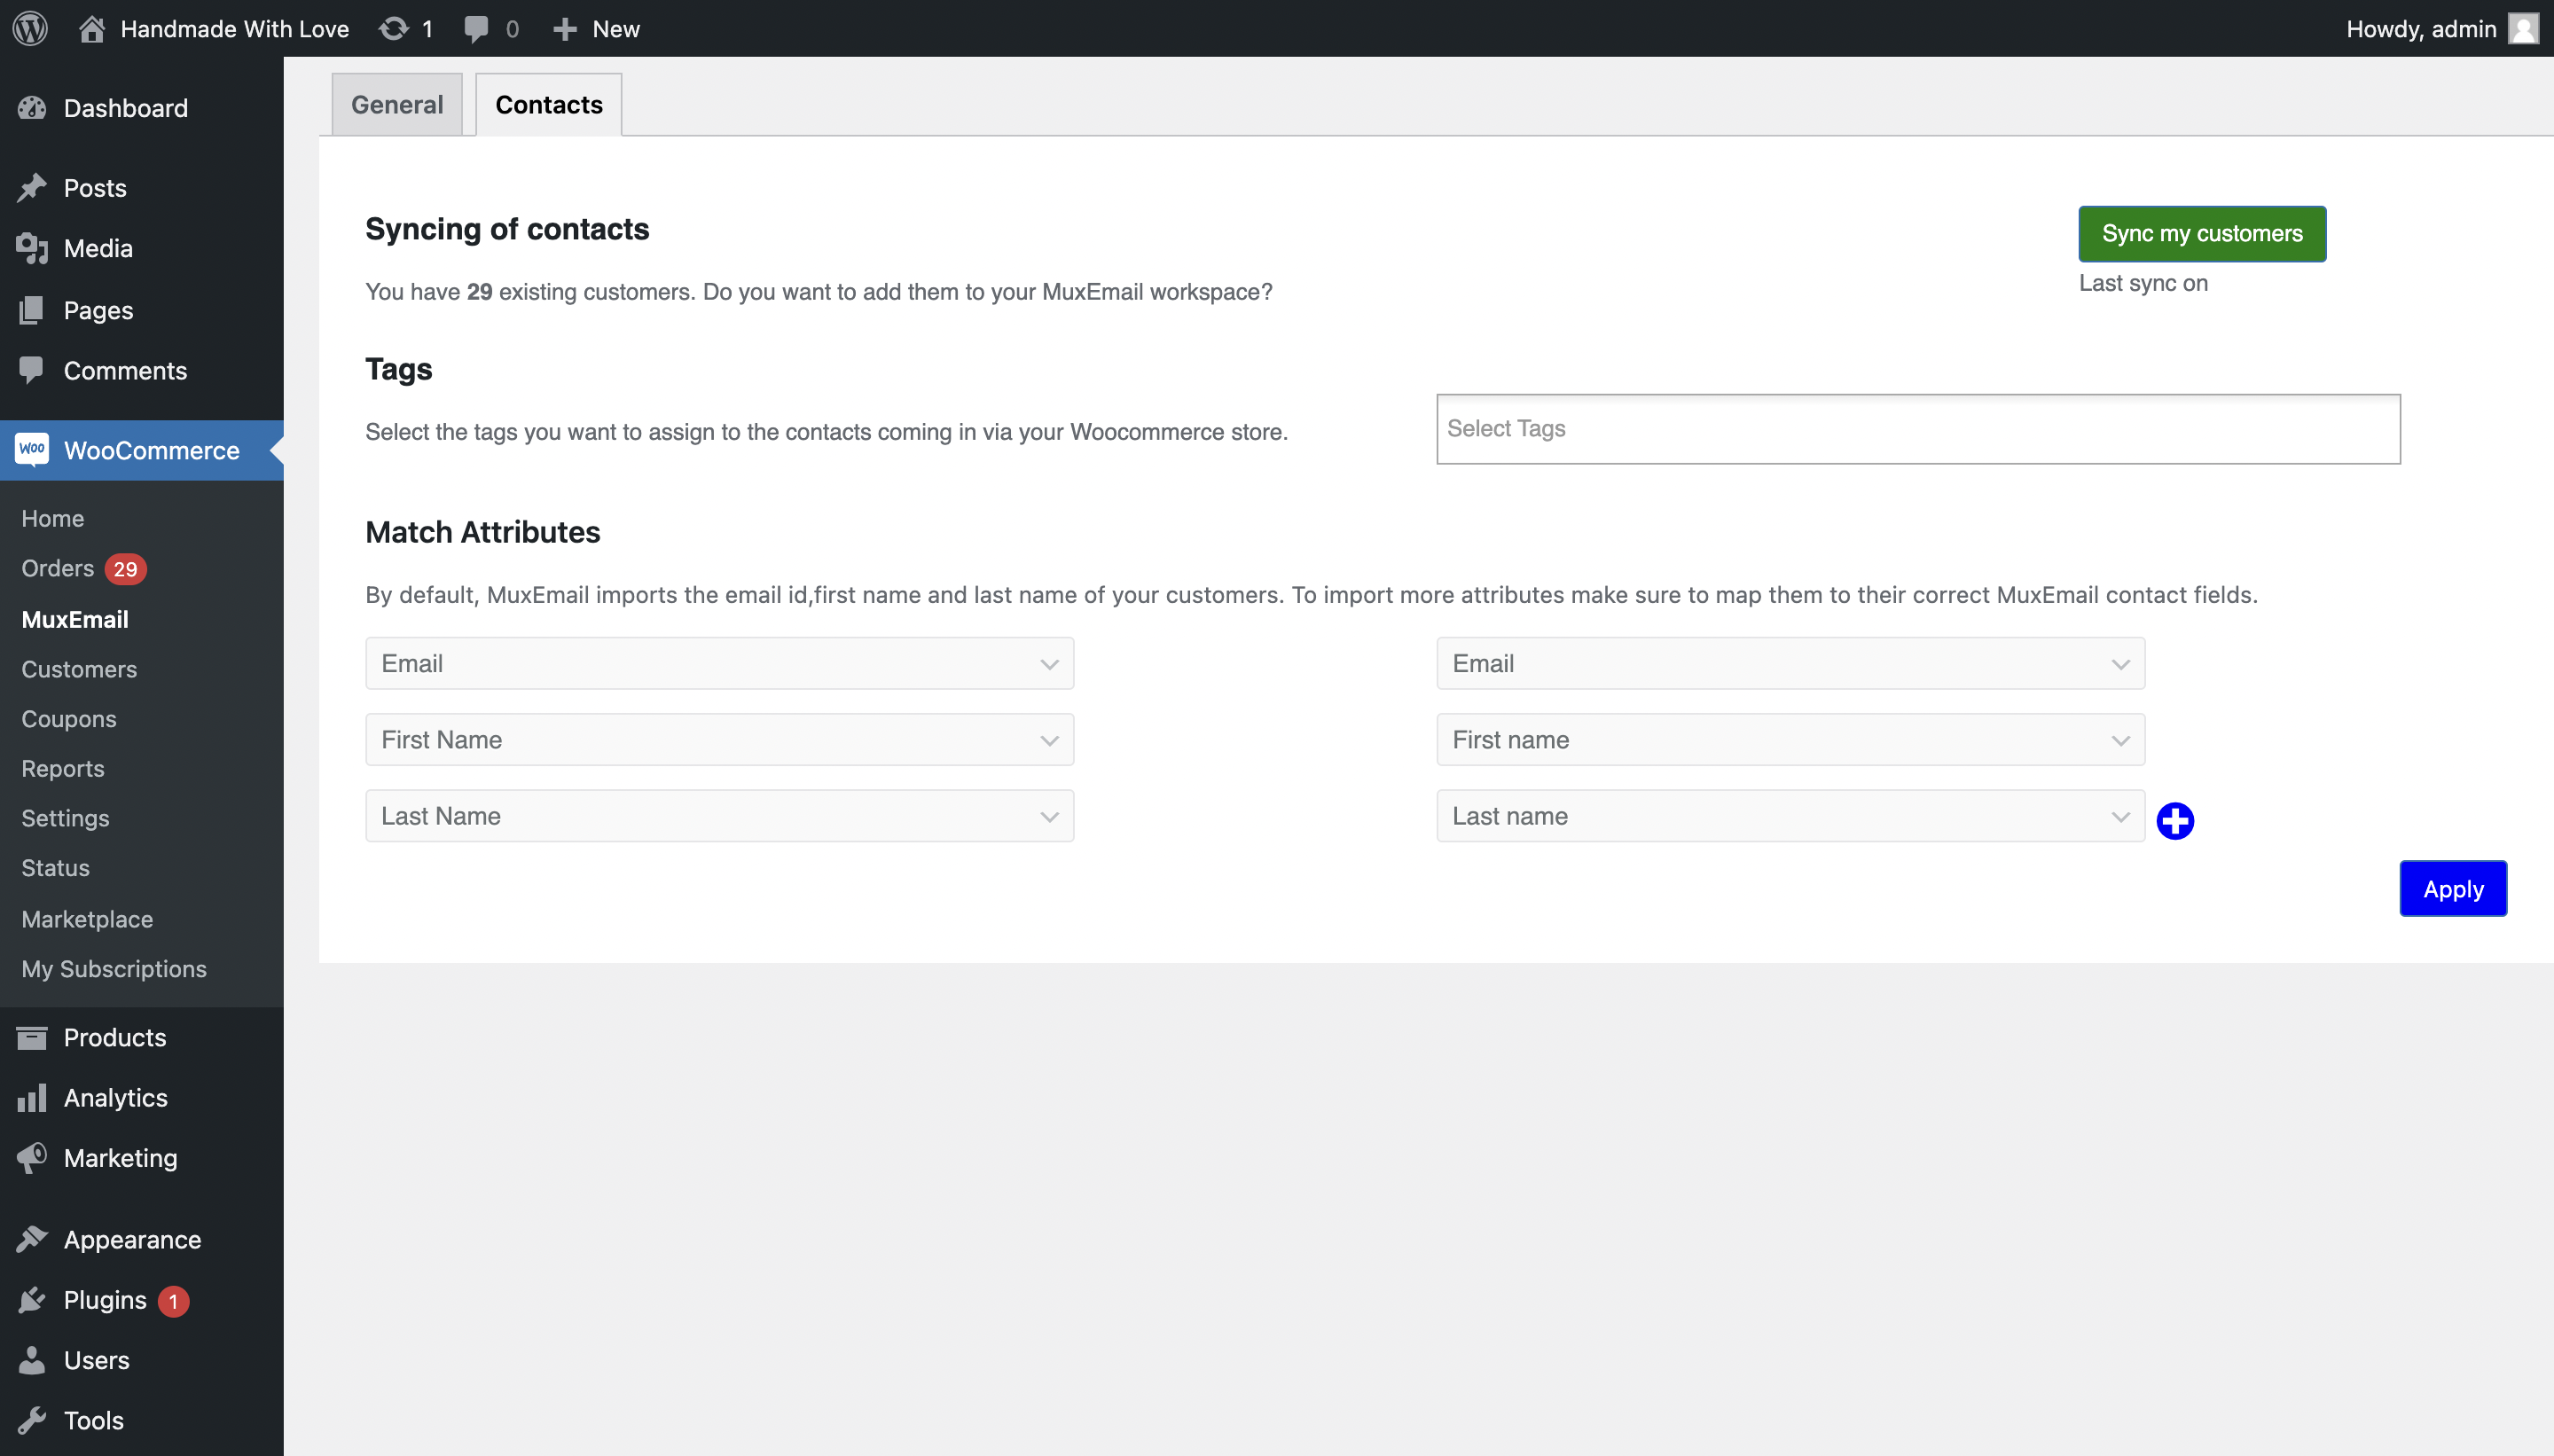 Handmade With Love 1 0 New Howdy, admin
Dashboard
Posts
Media
Pages
Comments
Woo WooCommerce
Home
Orders 29
MuxEmail
Customers
Coupons
Reports
Settings
Status
Marketplace
My Subscriptions
Products
Analytics
Marketing
Appearance
Plugins 1
Users
Tools
General Contacts
Syncing of contacts
Sync my customers
You have 29 existing customers. Do you want to add them to your MuxEmail workspace?
Last sync on
Tags
Select the tags you want to assign to the contacts coming in via your Woocommerce store.
Select Tags
Match Attributes
By default, MuxEmail imports the email id,first name and last name of your customers. To import more attributes make sure to map them to their correct MuxEmail contact fields.
Email Email
First Name First name
Last Name Last name
Apply